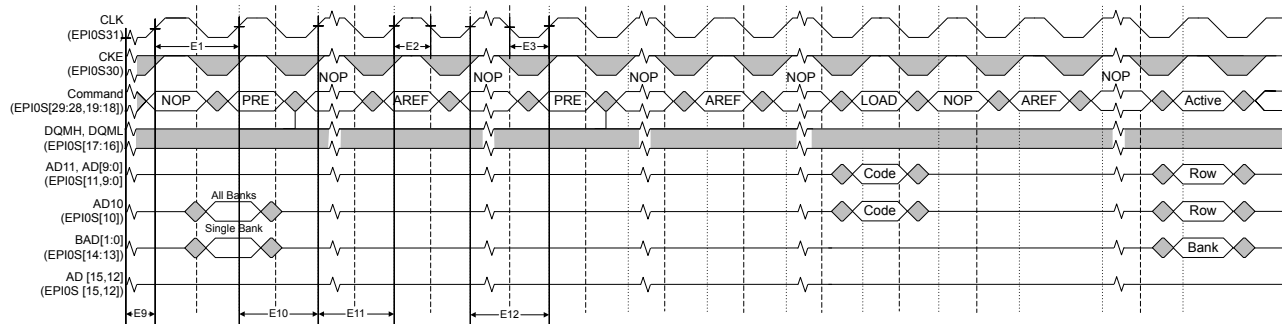 CLK
(EPI0S31)
E1
E2
E3
CKE
(EPI0S30)
NOP
NOP
NOP
NOP
NOP
Command
(EPI0S[29:28,19:18])
NOP
PRE
AREF
PRE
AREF
LOAD
NOP
AREF
Active
DQMH, DQML
(EPI0S[17:16])
AD11, AD[9:0]
(EPI0S[11,9:0])
Code
Row
All Banks
AD10
(EPI0S[10])
Code
Row
Single Bank
BAD[1:0]
(EPI0S[14:13])
Bank
AD [15,12]
(EPI0S [15,12])
E9
E10
E11
E12